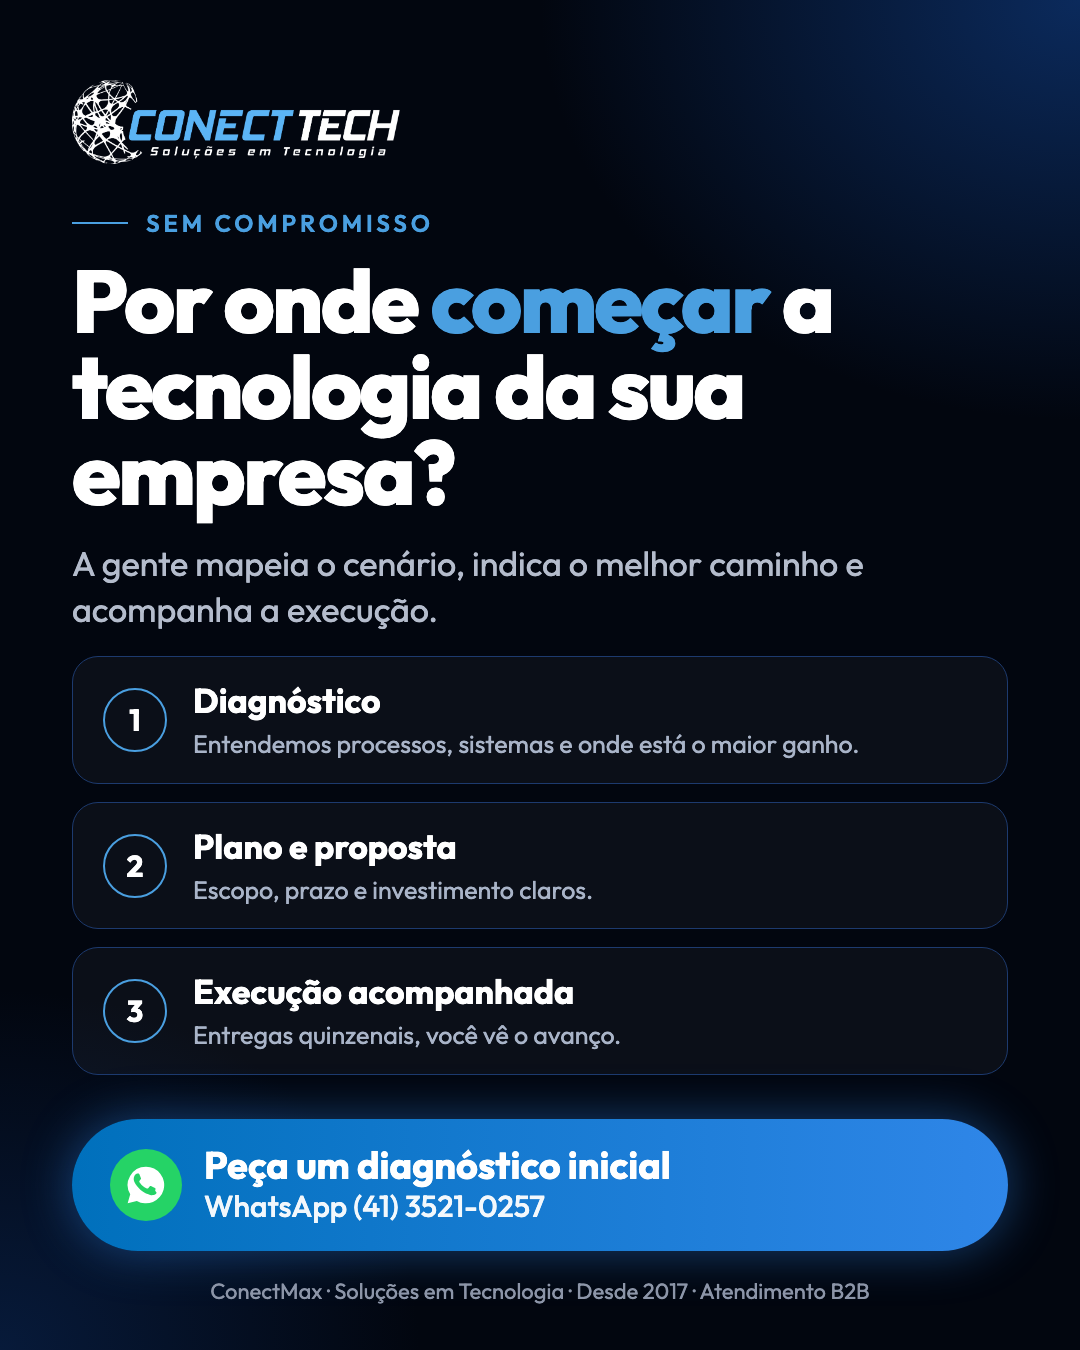 CONECTTECH
Soluções em Tecnologia
SEM COMPROMISSO
Por onde começar a
tecnologia da sua
empresa?
A gente mapeia o cenário, indica o melhor caminho e
acompanha a execução.
1
Diagnóstico
Entendemos processos, sistemas e onde está o maior ganho.
2
Plano e proposta
Escopo, prazo e investimento claros.
3
Execução acompanhada
Entregas quinzenais, você vê o avanço.
Peça um diagnóstico inicial
WhatsApp (41) 3521-0257
ConectMax · Soluções em Tecnologia · Desde 2017 · Atendimento B2B